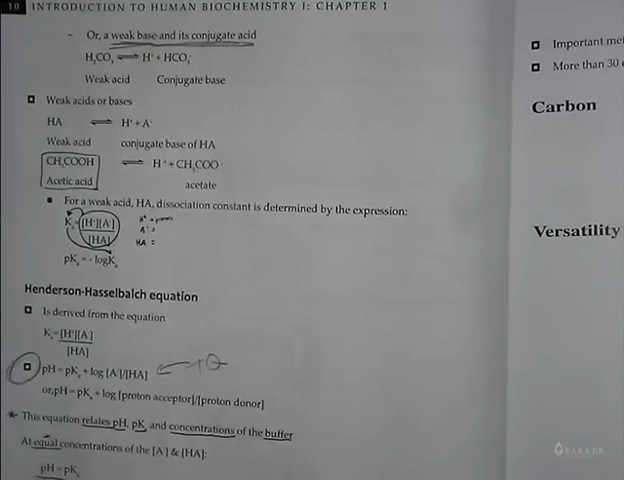 10 INTRODUCTION TO HUMAN BIOCHEMISTRY I: CHAPTER 1
– Or, a weak base and its conjugate acid
H₂CO₃ ⇌ H⁺ + HCO₃⁻
Weak acid Conjugate base
Weak acids or bases
HA ⇌ H⁺ + A⁻
Weak acid conjugate base of HA
CH₃COOH ⇌ H⁺ + CH₃COO⁻
Acetic acid acetate
• For a weak acid, HA, dissociation constant is determined by the expression:
Kₐ = [H⁺][A⁻]
[HA]
H⁺ =
A⁻ =
HA =
pKₐ = - logKₐ
Henderson-Hasselbalch equation
Is derived from the equation
Kₐ = [H⁺][A⁻]
[HA]
pH = pKₐ + log [A⁻]/[HA]
or, pH = pKₐ + log [proton acceptor]/[proton donor]
This equation relates pH, pKₐ and concentrations of the buffer
At equal concentrations of the [A⁻] & [HA]:
pH = pKₐ
Important
More than 30
Carbon
Versatility
PARKER